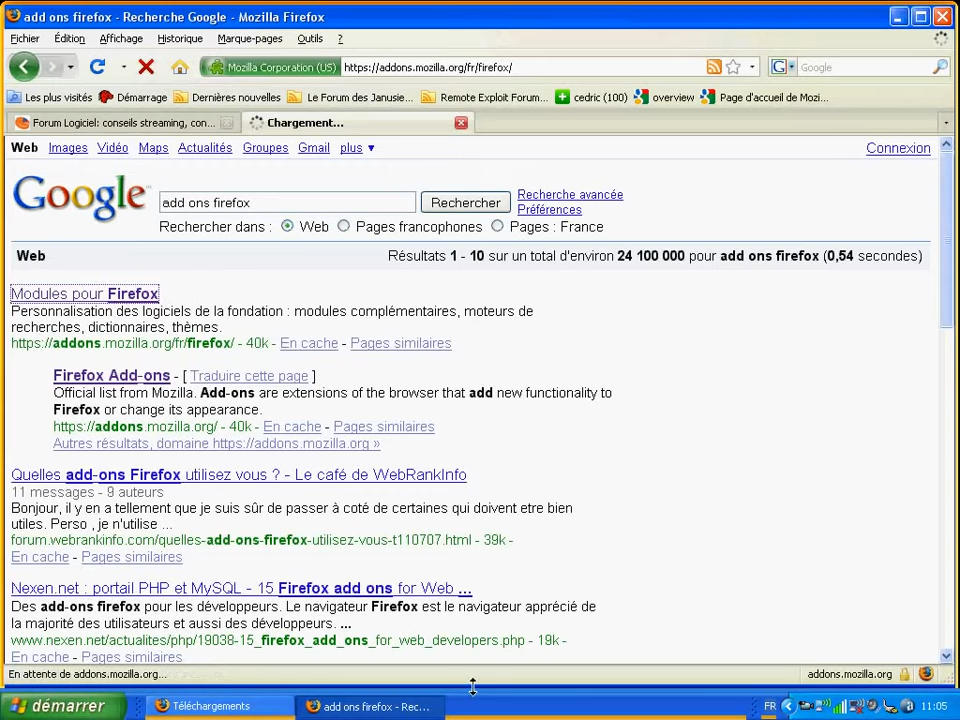 add ons firefox - Recherche Google - Mozilla Firefox
Fichier Édition Affichage Historique Marque-pages Outils ?
Mozilla Corporation (US) https://addons.mozilla.org/fr/firefox/ Google
Les plus visités Démarrage Dernières nouvelles Le Forum des Janusie... Remote Exploit Forum... cedric (100) overview Page d'accueil de Mozi...
Forum Logiciel: conseils streaming, con... Chargement...
Web Images Vidéo Maps Actualités Groupes Gmail plus ▼ Connexion
Google add ons firefox Rechercher Recherche avancée
Préférences
Rechercher dans : Web Pages francophones Pages : France
Web Résultats 1 - 10 sur un total d'environ 24 100 000 pour add ons firefox (0,54 secondes)
Modules pour Firefox
Personnalisation des logiciels de la fondation : modules complémentaires, moteurs de
recherches, dictionnaires, thèmes.
https://addons.mozilla.org/fr/firefox/ - 40k - En cache - Pages similaires
Firefox Add-ons - [ Traduire cette page ]
Official list from Mozilla. Add-ons are extensions of the browser that add new functionality to
Firefox or change its appearance.
https://addons.mozilla.org/ - 40k - En cache - Pages similaires
Autres résultats, domaine https://addons.mozilla.org »
Quelles add-ons Firefox utilisez vous ? - Le café de WebRankInfo
11 messages - 9 auteurs
Bonjour, il y en a tellement que je suis sûr de passer à coté de certaines qui doivent etre bien
utiles. Perso , je n'utilise ...
forum.webrankinfo.com/quelles-add-ons-firefox-utilisez-vous-t110707.html - 39k -
En cache - Pages similaires
Nexen.net : portail PHP et MySQL - 15 Firefox add ons for Web ...
Des add-ons firefox pour les développeurs. Le navigateur Firefox est le navigateur apprécié de
la majorité des utilisateurs et aussi des développeurs. ...
www.nexen.net/actualites/php/19038-15_firefox_add_ons_for_web_developers.php - 19k -
En cache - Pages similaires
En attente de addons.mozilla.org... addons.mozilla.org
démarrer Téléchargements add ons firefox - Rec... FR 11:05